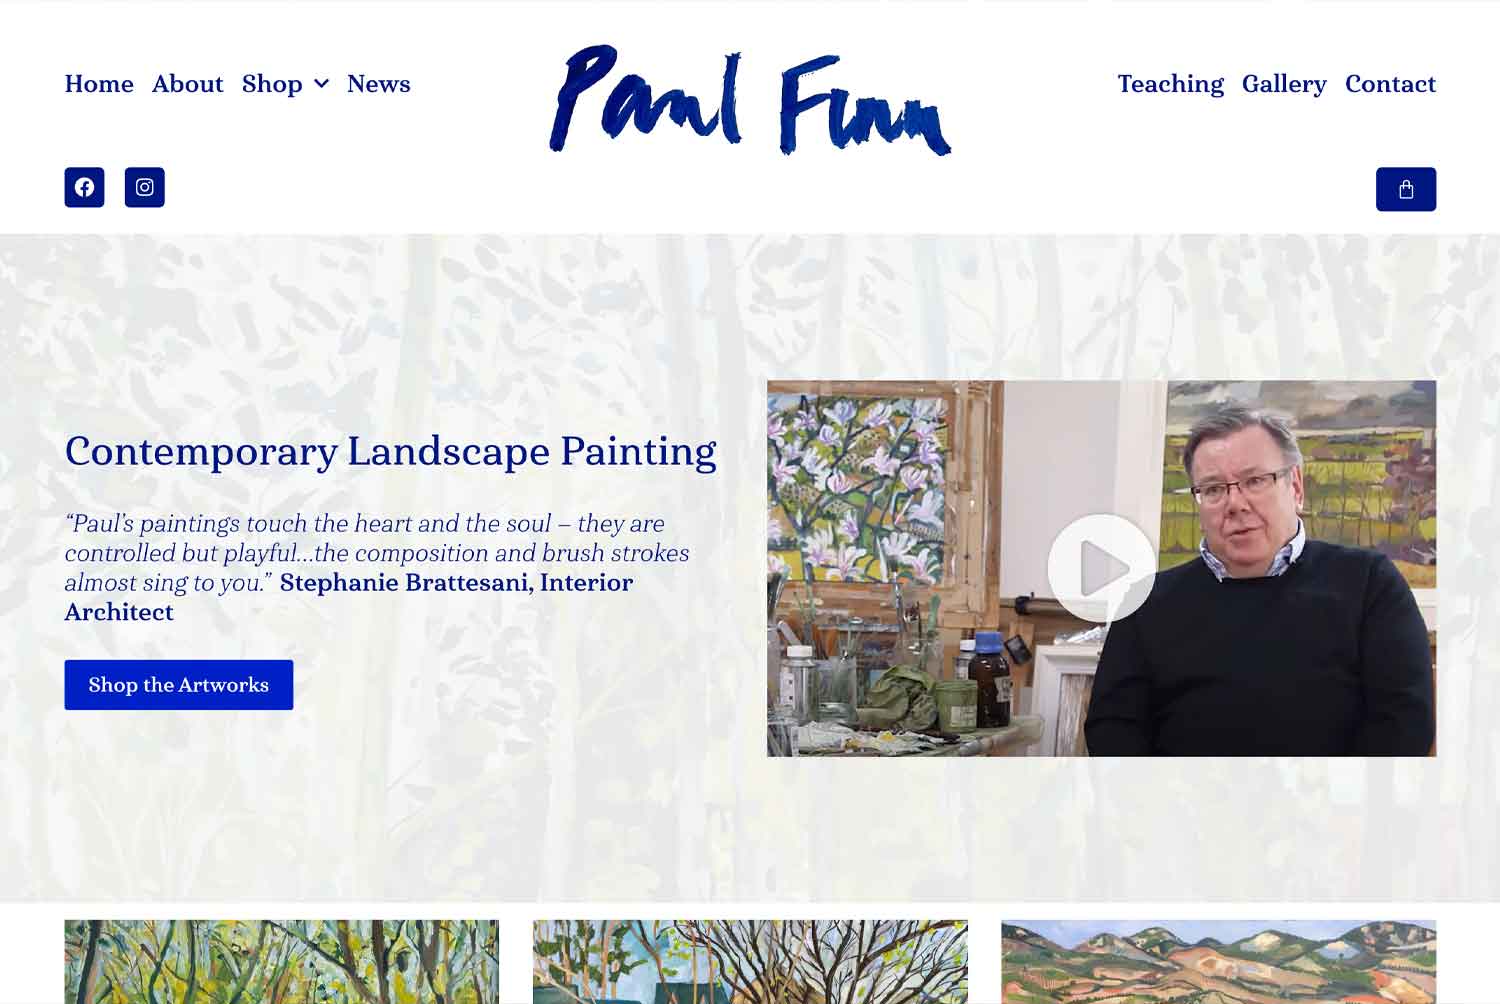 Home About Shop News
Paul Finn
Teaching Gallery Contact
Contemporary Landscape Painting
“Paul’s paintings touch the heart and the soul – they are
controlled but playful...the composition and brush strokes
almost sing to you.” Stephanie Brattesani, Interior
Architect
Shop the Artworks